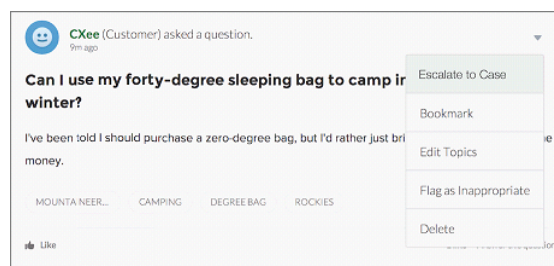 CXee (Customer) asked a question.
9m ago
Can I use my forty-degree sleeping bag to camp in
winter?
I've been told I should purchase a zero-degree bag, but I'd rather just
money.
MOUNTA NEER...
CAMPING
DEGREE BAG
ROCKIES
Like
Escalate to Case
Bookmark
Edit Topics
Flag as Inappropriate
Delete